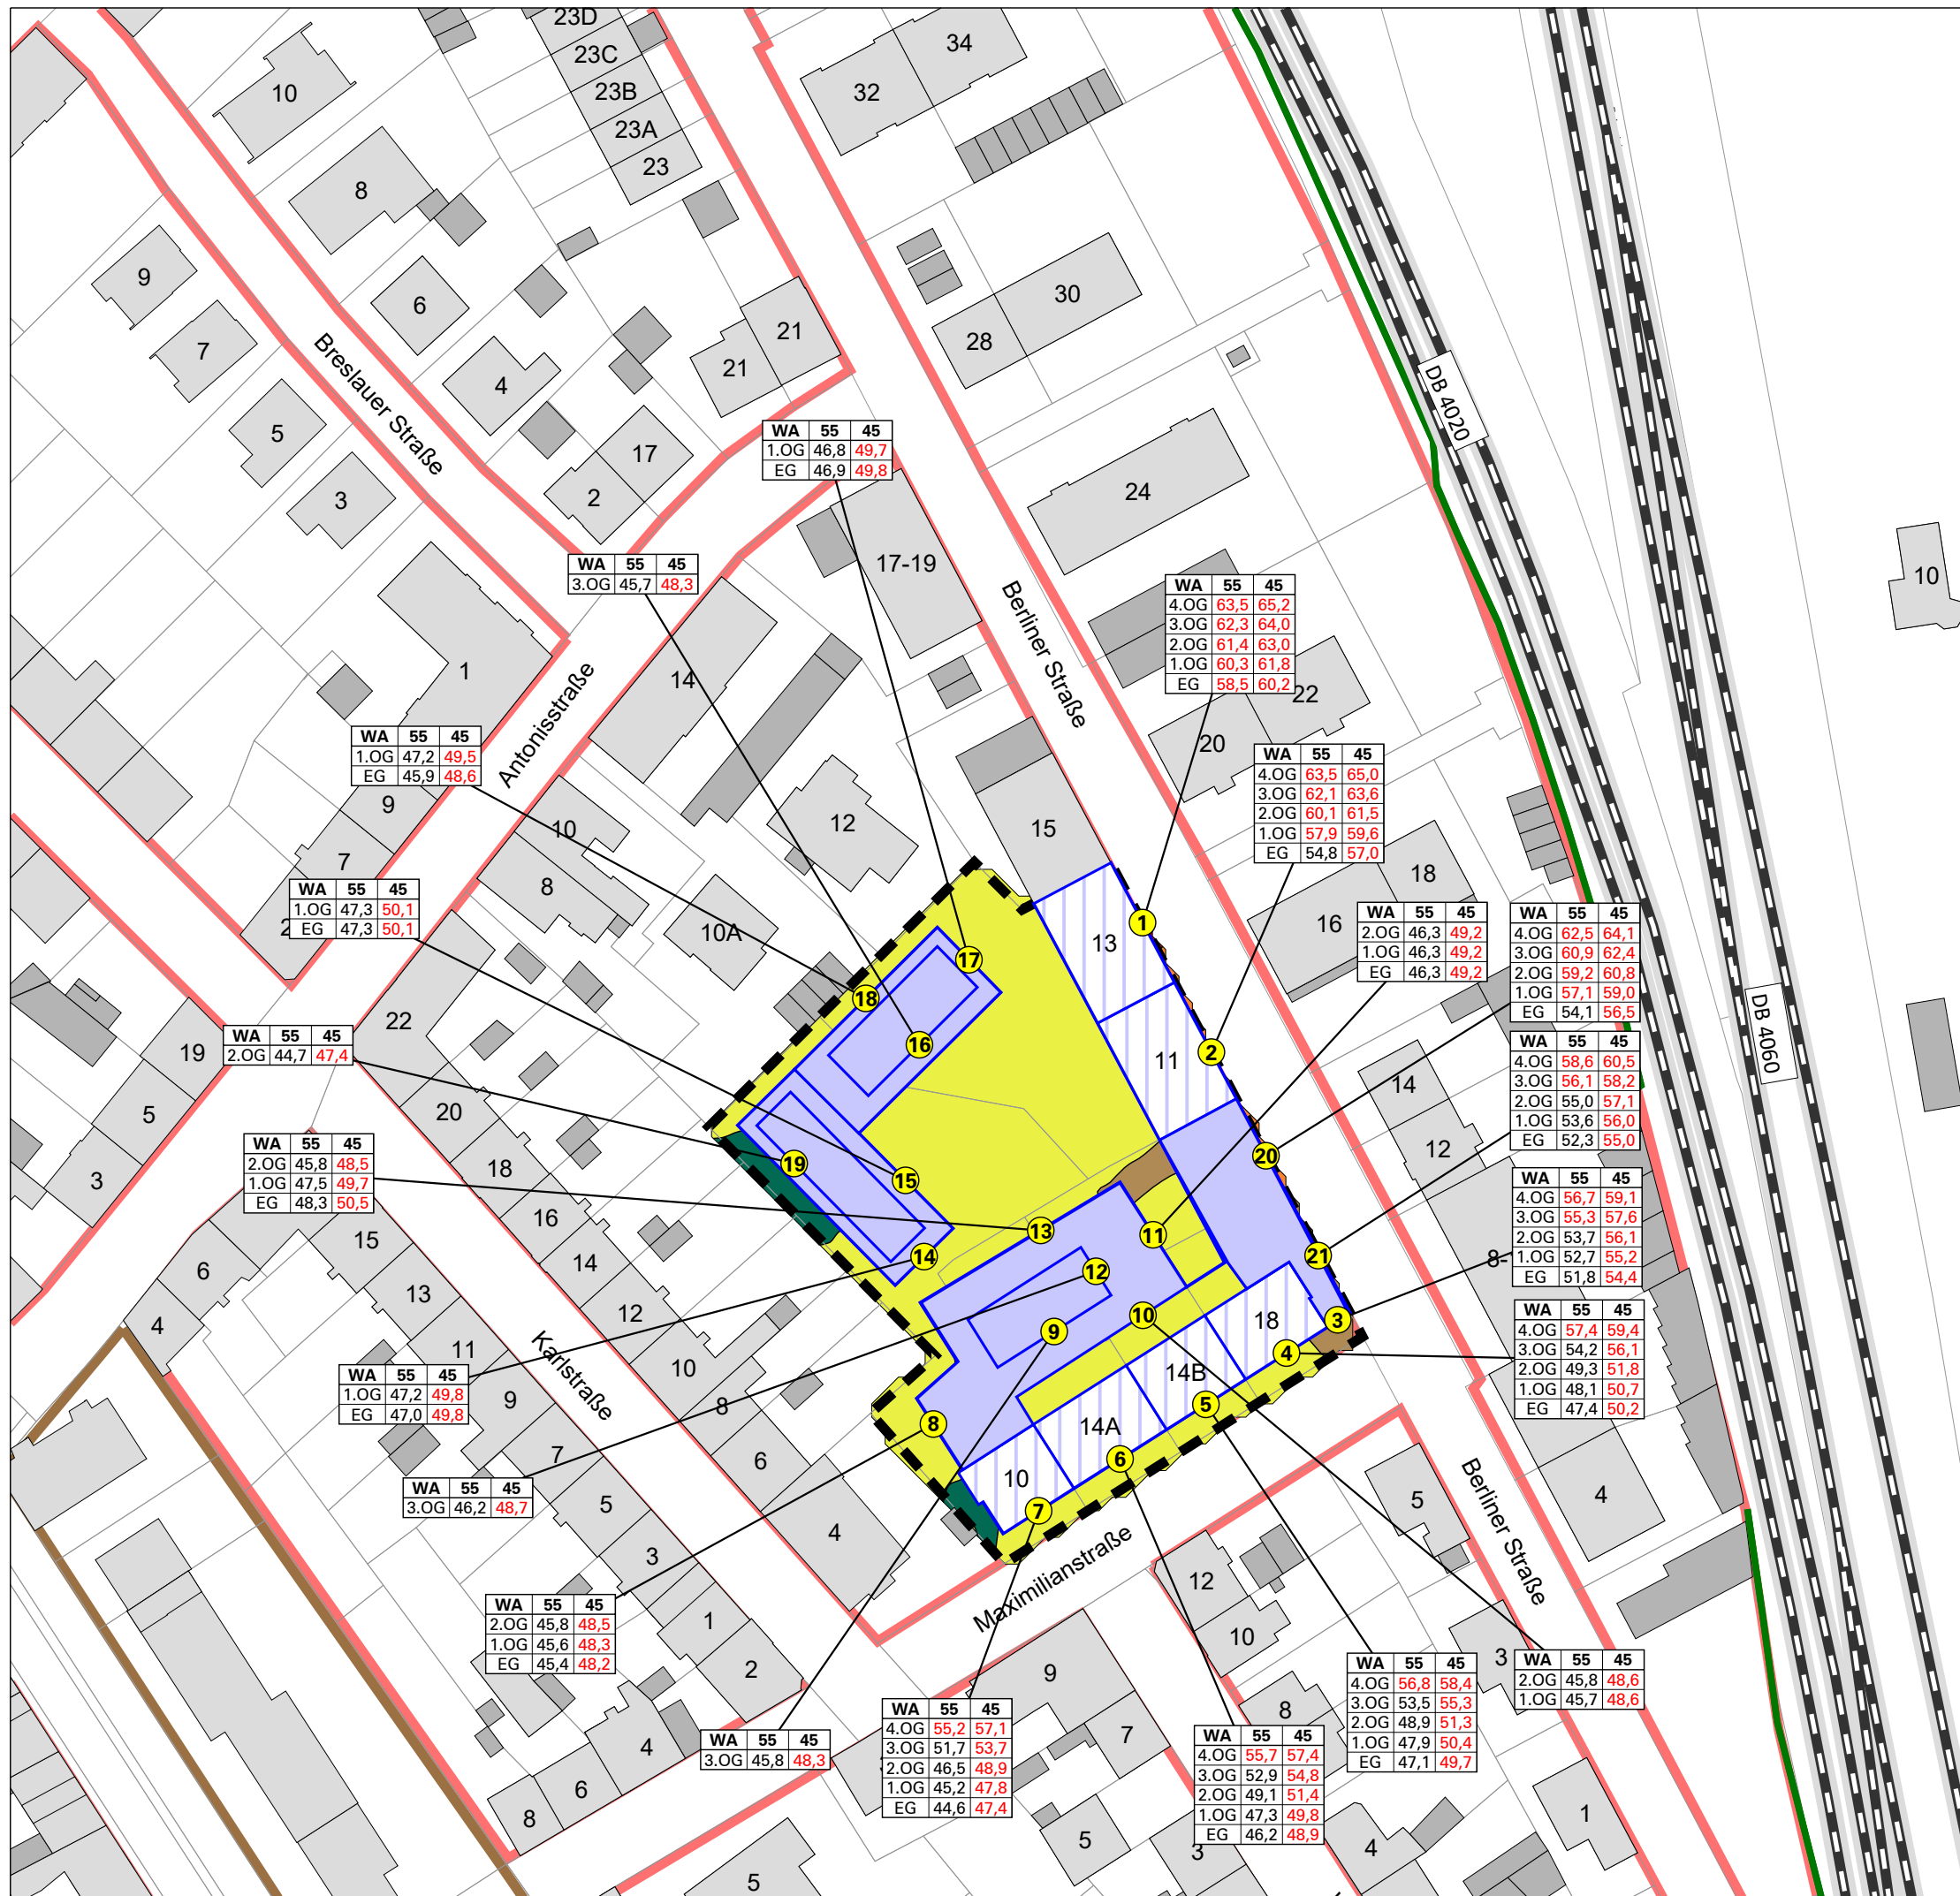 23D
23C
23B
23A
23
34
32
10
8
9
6
7
4
5
3
21
21
17
2
30
28
24
Breslauer Straße
DB 4020
WA 55 45
1.OG 46,8 49,7
EG 46,9 49,8
17-19
WA 55 45
3.OG 45,7 48,3
10
Berliner Straße
WA 55 45
4.OG 63,5 65,2
3.OG 62,3 64,0
2.OG 61,4 63,0
1.OG 60,3 61,8
EG 58,5 60,2
1
14
Antonisstraße
22
20
WA 55 45
1.OG 47,2 49,5
EG 45,9 48,6
WA 55 45
4.OG 63,5 65,0
3.OG 62,1 63,6
2.OG 60,1 61,5
1.OG 57,9 59,6
EG 54,8 57,0
9
7
10
8
12
15
18
16
WA 55 45
1.OG 47,3 50,1
EG 47,3 50,1
2
10A
13
1
17
18
16
11
2
WA 55 45
2.OG 46,3 49,2
1.OG 46,3 49,2
EG 46,3 49,2
WA 55 45
4.OG 62,5 64,1
3.OG 60,9 62,4
2.OG 59,2 60,8
1.OG 57,1 59,0
EG 54,1 56,5
DB 4060
22
19
WA 55 45
2.OG 44,7 47,4
WA 55 45
4.OG 58,6 60,5
3.OG 56,1 58,2
2.OG 55,0 57,1
1.OG 53,6 56,0
EG 52,3 55,0
14
12
20
5
3
20
18
16
14
12
10
8
6
4
19
15
14
13
11
12
21
WA 55 45
2.OG 45,8 48,5
1.OG 47,5 49,7
EG 48,3 50,5
WA 55 45
4.OG 56,7 59,1
3.OG 55,3 57,6
2.OG 53,7 56,1
1.OG 52,7 55,2
EG 51,8 54,4
8-
6
4
15
13
11
9
7
5
3
1
2
Karlstraße
10
9
18
3
4
14B
5
14A
6
8
10
7
WA 55 45
4.OG 57,4 59,4
3.OG 54,2 56,1
2.OG 49,3 51,8
1.OG 48,1 50,7
EG 47,4 50,2
WA 55 45
1.OG 47,2 49,8
EG 47,0 49,8
WA 55 45
3.OG 46,2 48,7
Maximilianstraße
Berliner Straße
5
4
12
10
WA 55 45
2.OG 45,8 48,5
1.OG 45,6 48,3
EG 45,4 48,2
9
7
8
3
WA 55 45
4.OG 56,8 58,4
3.OG 53,5 55,3
2.OG 48,9 51,3
1.OG 47,9 50,4
EG 47,1 49,7
WA 55 45
2.OG 45,8 48,6
1.OG 45,7 48,6
WA 55 45
3.OG 45,8 48,3
WA 55 45
4.OG 55,2 57,1
3.OG 51,7 53,7
2.OG 46,5 48,9
1.OG 45,2 47,8
EG 44,6 47,4
WA 55 45
4.OG 55,7 57,4
3.OG 52,9 54,8
2.OG 49,1 51,4
1.OG 47,3 49,8
EG 46,2 48,9
4
6
8
5
5
3
4
1